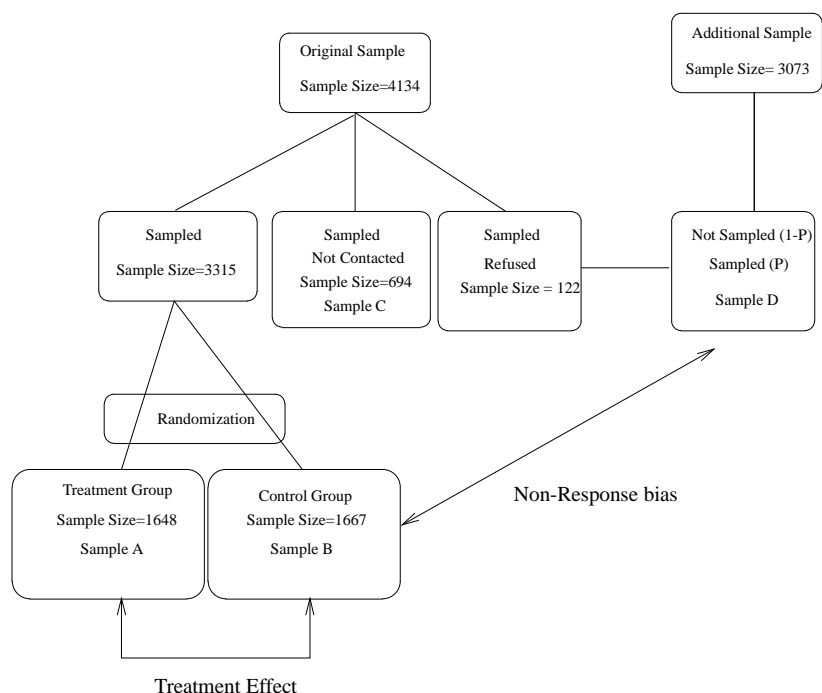 Original Sample
Sample Size=4134
Additional Sample
Sample Size= 3073
Sampled
Sample Size=3315
Sampled
Not Contacted
Sample Size=694
Sample C
Sampled
Refused
Sample Size = 122
Not Sampled (1-P)
Sampled (P)
Sample D
Randomization
Treatment Group
Sample Size=1648
Sample A
Control Group
Sample Size=1667
Sample B
Non-Response bias
Treatment Effect